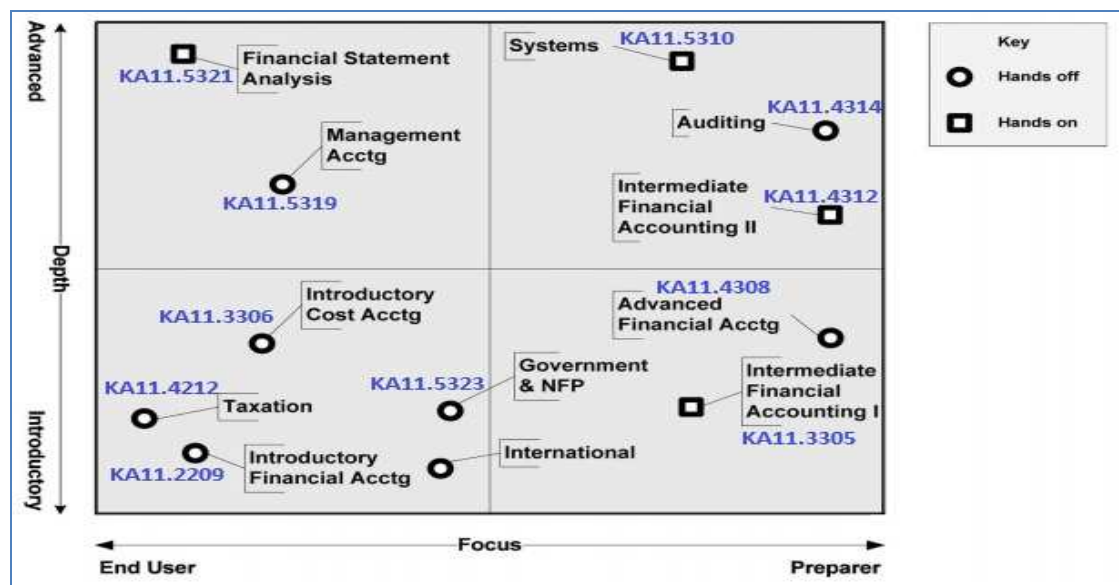 Advanced
Depth
Introductory
KA11.5321
Financial Statement
Analysis
Management
Acctg
KA11.5319
Systems
KA11.5310
Auditing
KA11.4314
Intermediate
Financial
Accounting II
KA11.4312
KA11.3306
Introductory
Cost Acctg
KA11.4212
Taxation
KA11.2209
Introductory
Financial Acctg
KA11.5323
Government
& NFP
International
KA11.4308
Advanced
Financial Acctg
Intermediate
Financial
Accounting I
KA11.3305
Key
Hands off
Hands on
Focus
End User
Preparer